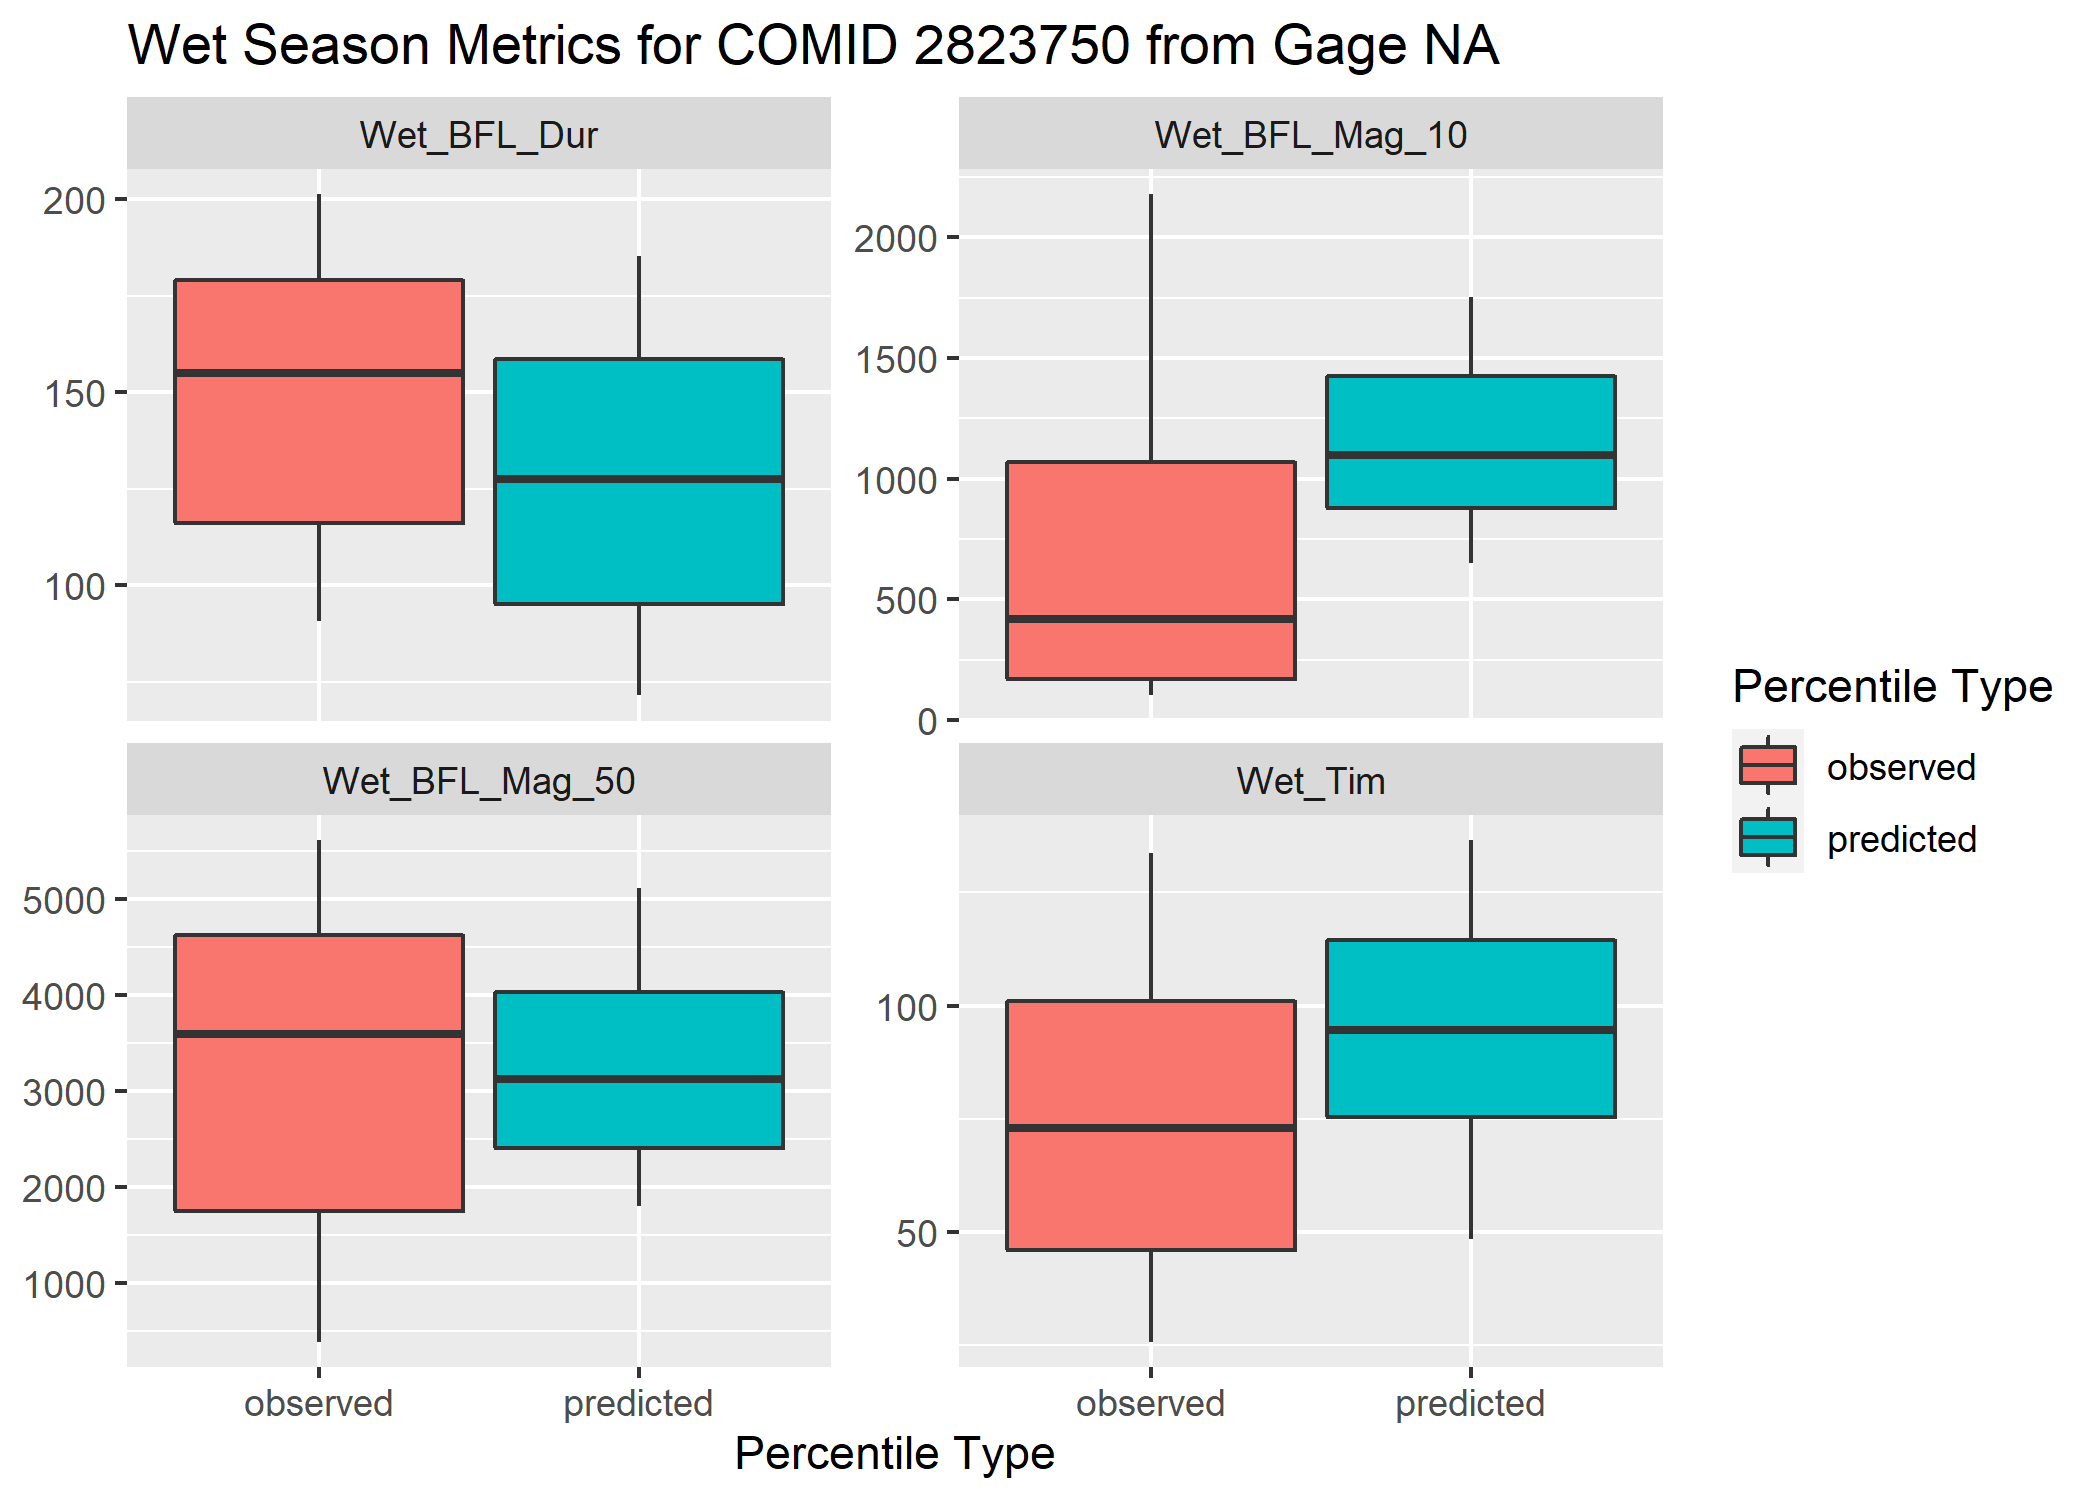 Wet Season Metrics for COMID 2823750 from Gage NA
Wet_BFL_Dur
Wet_BFL_Mag_10
200
150
100
2000
1500
1000
500
0
Wet_BFL_Mag_50
Wet_Tim
5000
4000
3000
2000
1000
100
50
observed
predicted
observed
predicted
Percentile Type
Percentile Type
observed
predicted